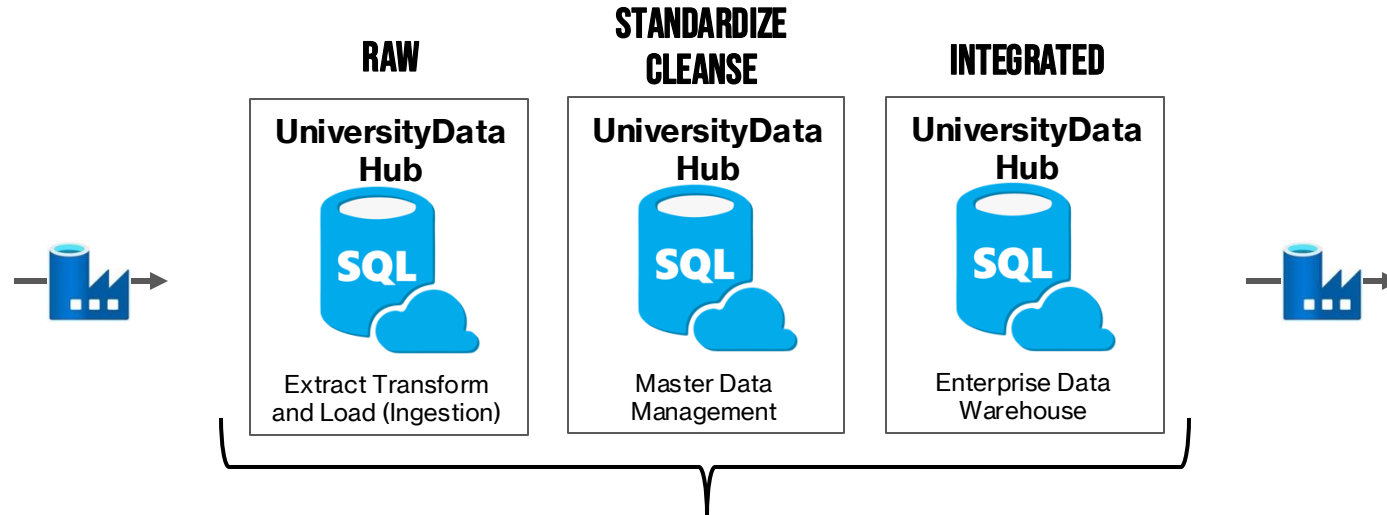 RAW
STANDARDIZE
CLEANSE
INTEGRATED
UniversityData
Hub
SQL
Extract Transform
and Load (Ingestion)
UniversityData
Hub
SQL
Master Data
Management
UniversityData
Hub
SQL
Enterprise Data
Warehouse